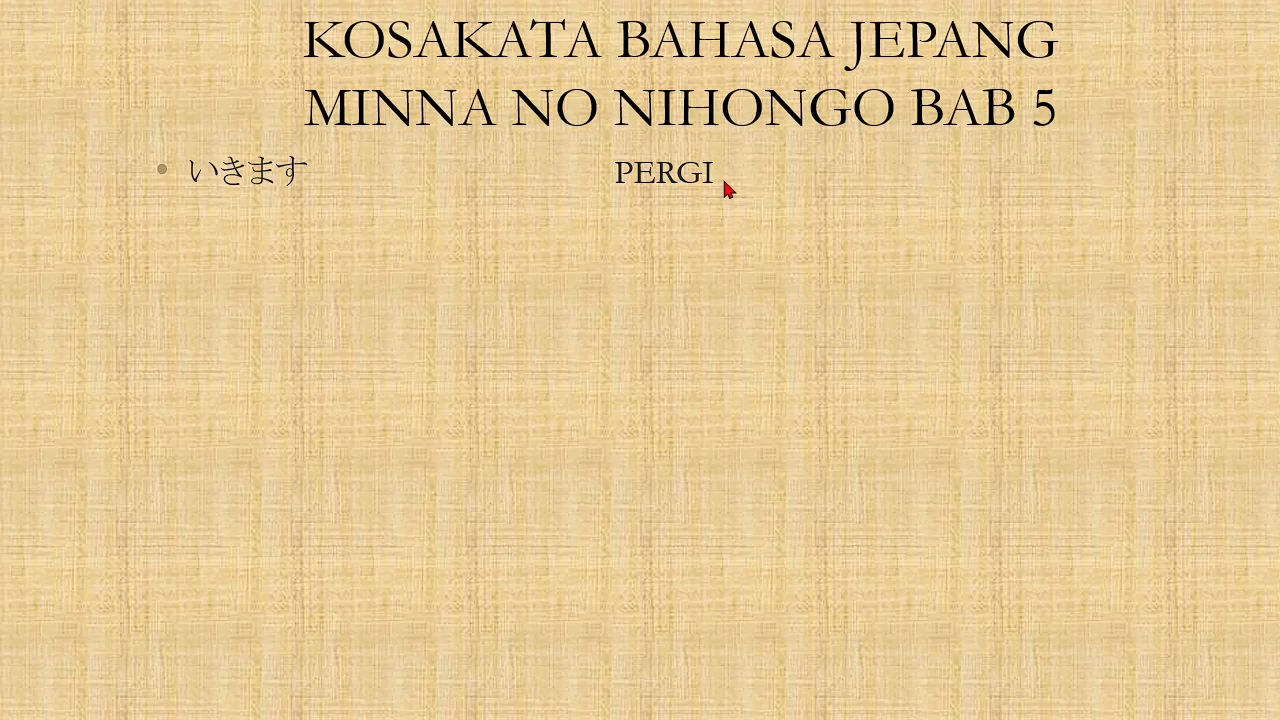 KOSAKATA BAHASA JEPANG
MINNA NO NIHONGO BAB 5
• いきます PERGI